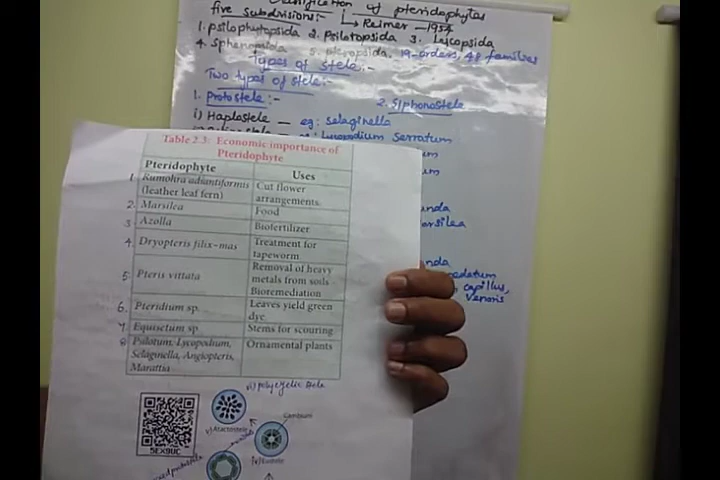 Classification of pteridophytes
five subdivisions:- Reimer - 1954
1. psilophytopsida 2. Psilotopsida 3. Lycopsida
4. Sphenopsida 5. pteropsida. 19-orders, 48 families
Types of stele:-
Two types of stele:-
1. Protostele:- 2. Siphonostele
i) Haplostele - eg: selaginella
Lycopodium serratum
Table 2.3: Economic importance of
Pteridophyte
Pteridophyte Uses
1. Rumohra adiantiformis
(leather leaf fern) Cut flower
arrangements
2. Marsilea Food
3. Azolla Biofertilizer
4. Dryopteris filix-mas Treatment for
tapeworm
5. Pteris vittata Removal of heavy
metals from soils -
Bioremediation
6. Pteridium sp. Leaves yield green
dye
7. Equisetum sp. Stems for scouring
8 Psilotum, Lycopodium,
Selaginella, Angiopteris,
Marattia Ornamental plants
capillus,
veneris
vi) polycyclic stele
Cambium
v) Atactostele
5EX9UC
iv) Eustele